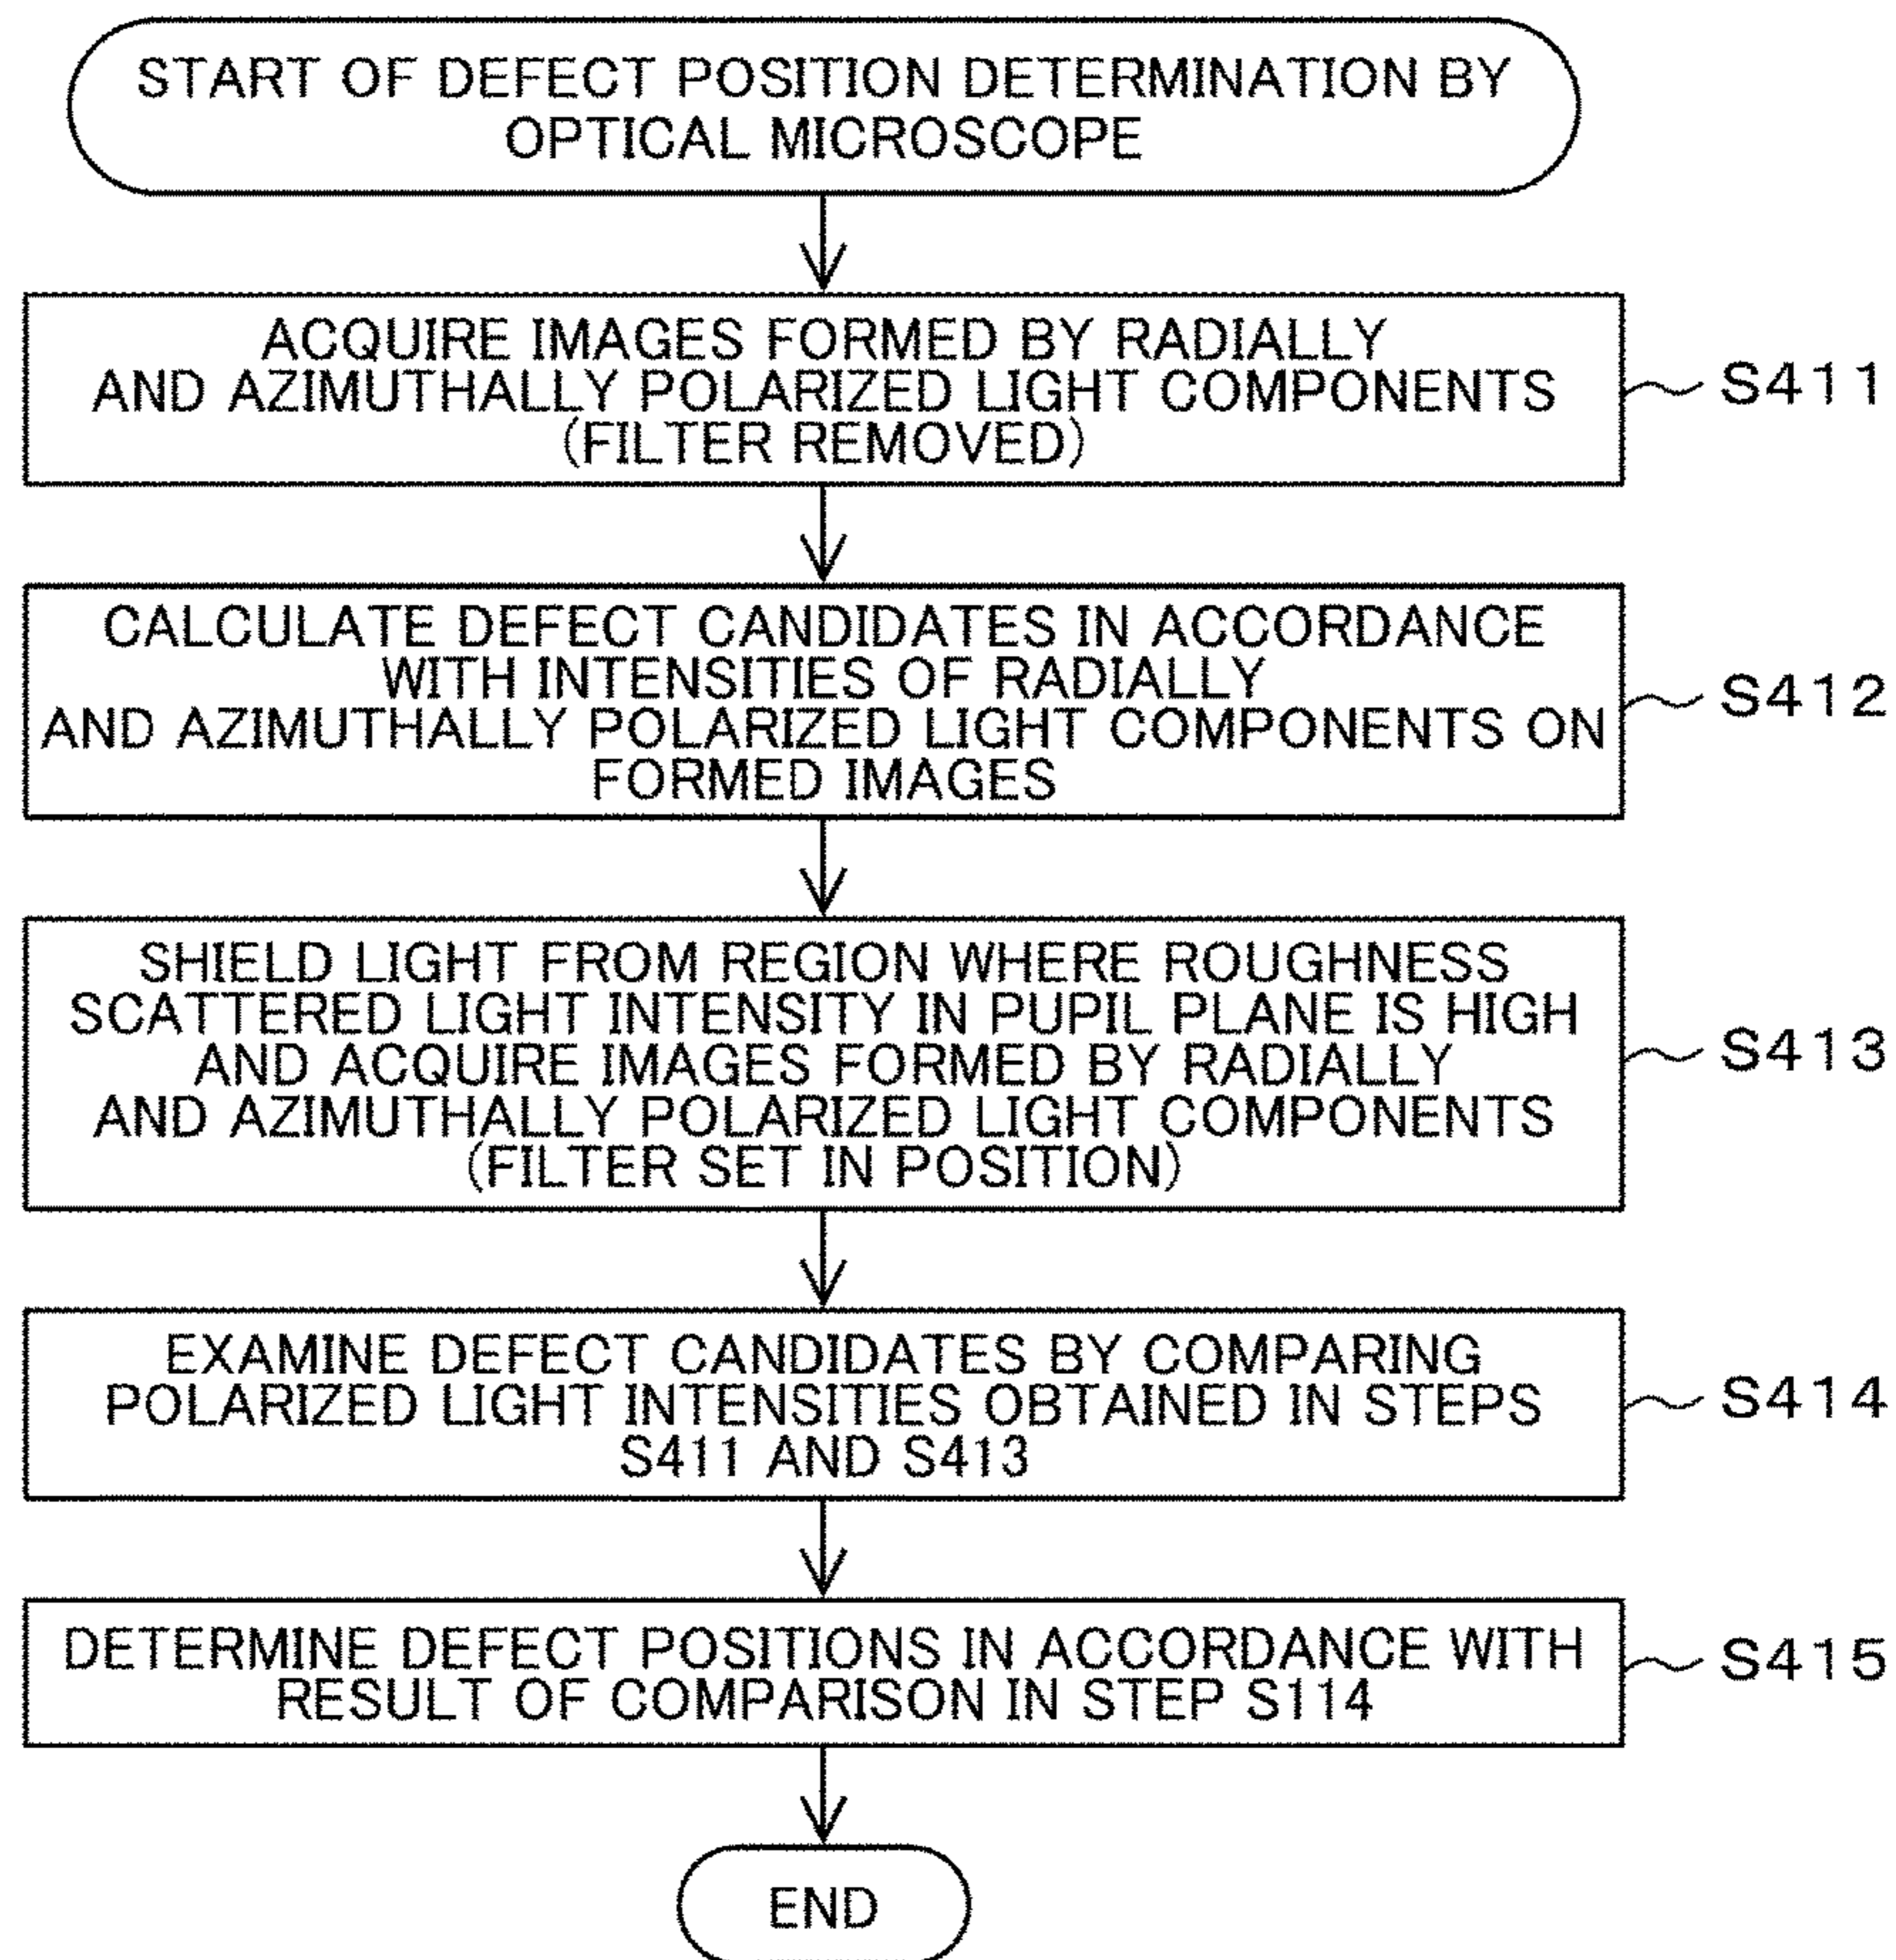 START OF DEFECT POSITION DETERMINATION BY
OPTICAL MICROSCOPE
ACQUIRE IMAGES FORMED BY RADIALLY
AND AZIMUTHALLY POLARIZED LIGHT COMPONENTS
(FILTER REMOVED)
S411
CALCULATE DEFECT CANDIDATES IN ACCORDANCE
WITH INTENSITIES OF RADIALLY
AND AZIMUTHALLY POLARIZED LIGHT COMPONENTS ON
FORMED IMAGES
S412
SHIELD LIGHT FROM REGION WHERE ROUGHNESS
SCATTERED LIGHT INTENSITY IN PUPIL PLANE IS HIGH
AND ACQUIRE IMAGES FORMED BY RADIALLY
AND AZIMUTHALLY POLARIZED LIGHT COMPONENTS
(FILTER SET IN POSITION)
S413
EXAMINE DEFECT CANDIDATES BY COMPARING
POLARIZED LIGHT INTENSITIES OBTAINED IN STEPS
S411 AND S413
S414
DETERMINE DEFECT POSITIONS IN ACCORDANCE WITH
RESULT OF COMPARISON IN STEP S114
S415
END